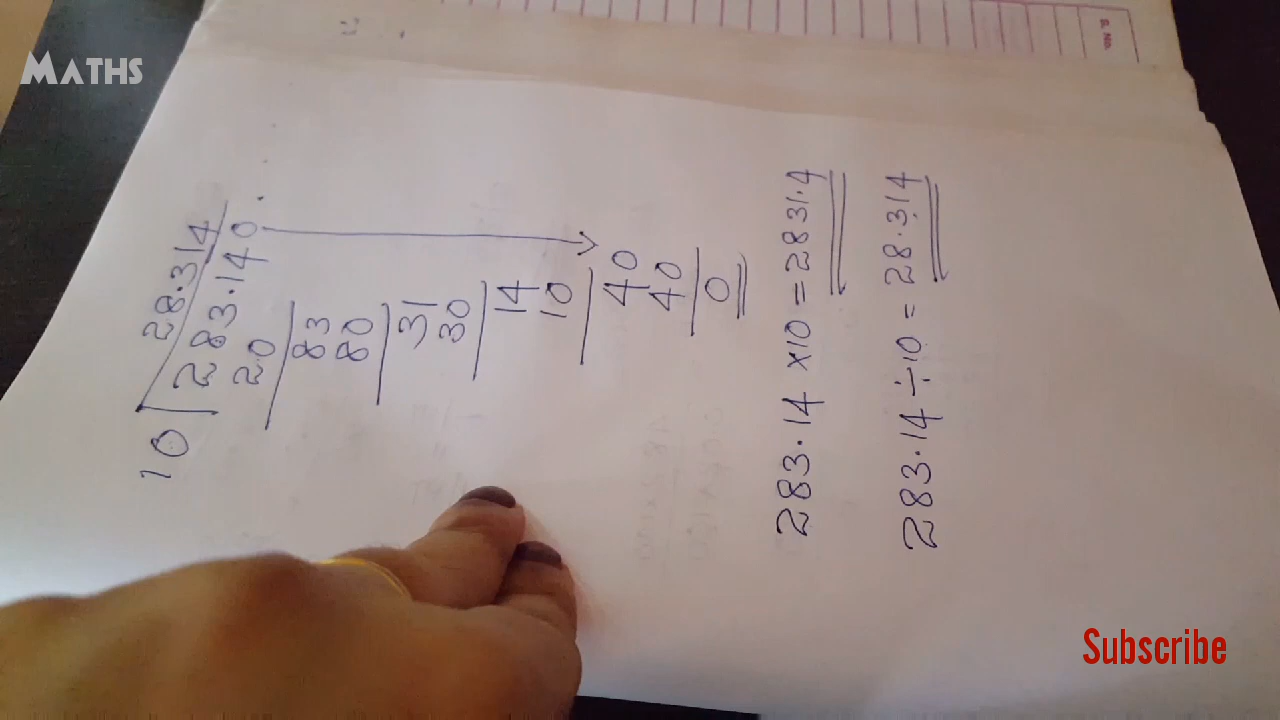 MATHS
S. No.
28.314
10 283.140
20
83
80
31
30
14
10
40
40
0
283.14 ×10 = 2831.4
283.14 ÷10 = 28.314
Subscribe